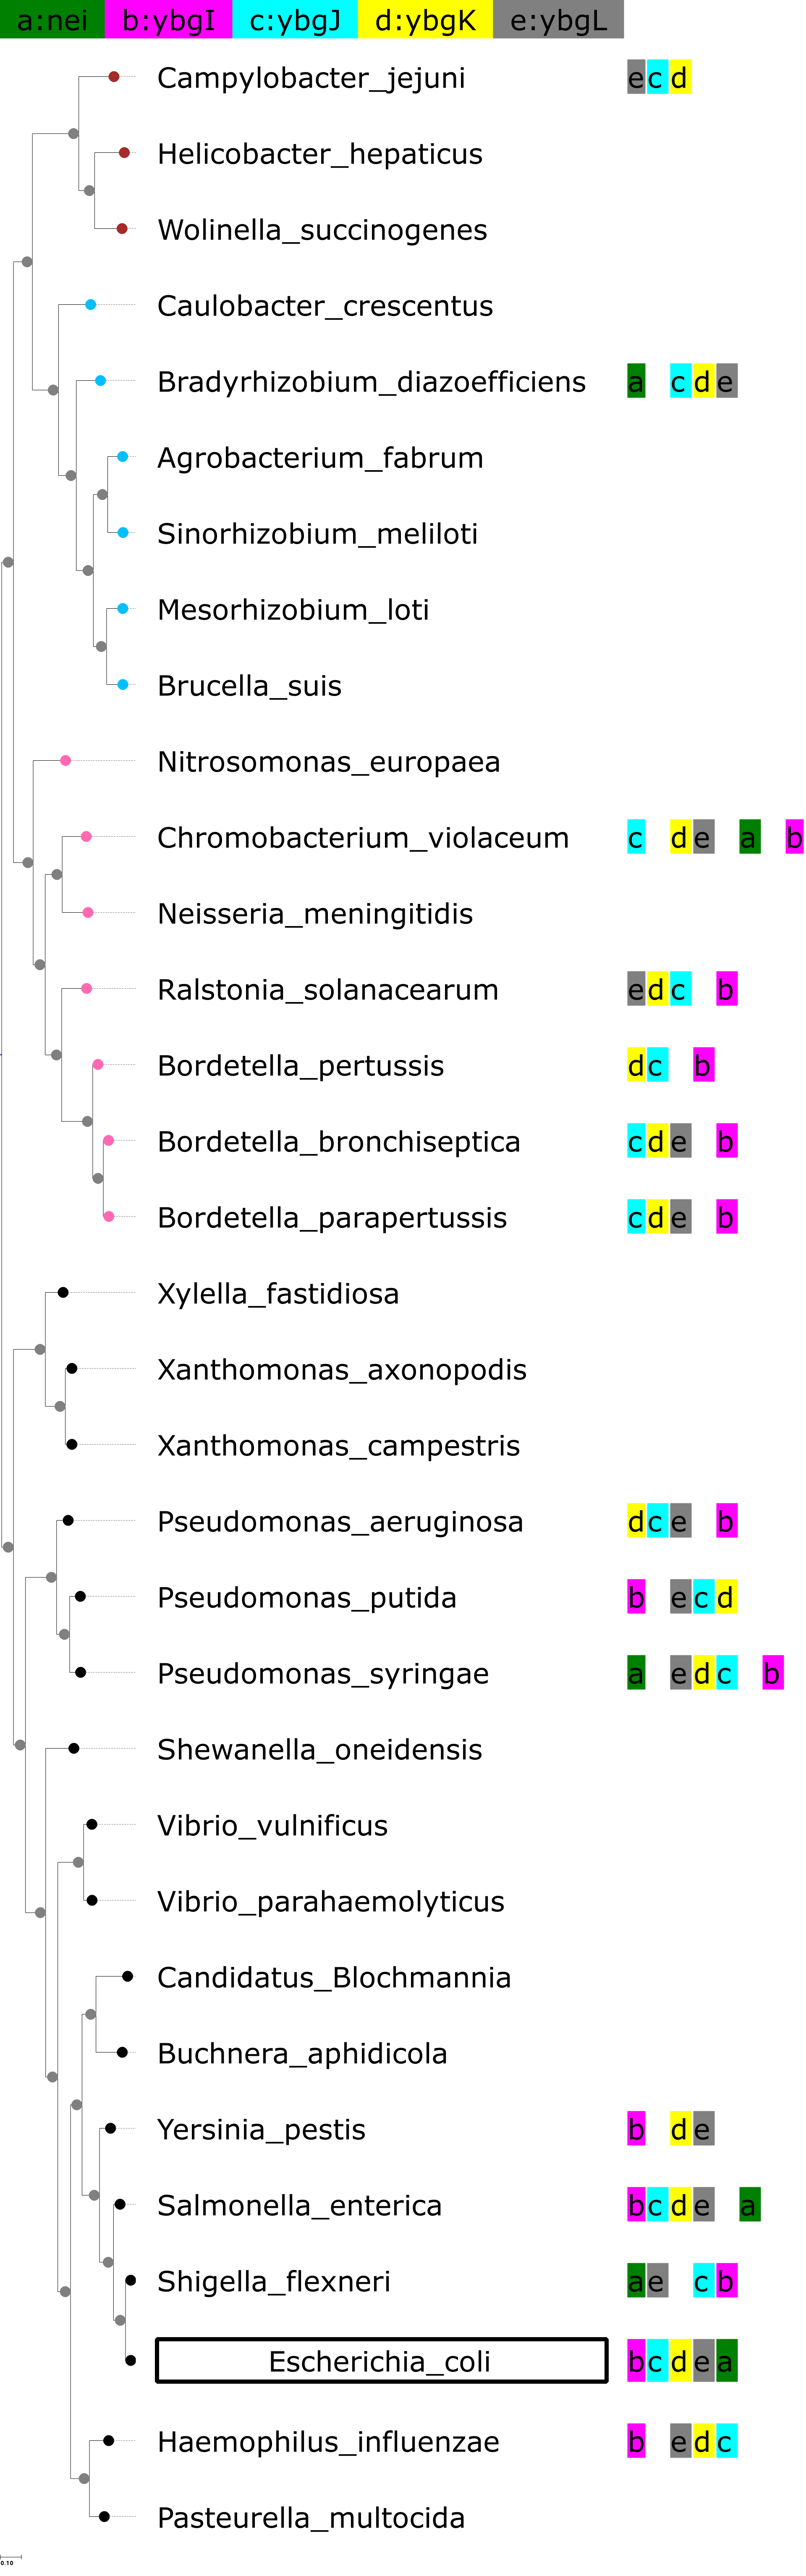 a:nei b:ybgI c:ybgJ d:ybgK e:ybgL
Campylobacter_jejuni e c d
Helicobacter_hepaticus
Wolinella_succinogenes
Caulobacter_crescentus
Bradyrhizobium_diazoefficiens a c d e
Agrobacterium_fabrum
Sinorhizobium_meliloti
Mesorhizobium_loti
Brucella_suis
Nitrosomonas_europaea
Chromobacterium_violaceum c d e a b
Neisseria_meningitidis
Ralstonia_solanacearum e d c b
Bordetella_pertussis d c b
Bordetella_bronchiseptica c d e b
Bordetella_parapertussis c d e b
Xylella_fastidiosa
Xanthomonas_axonopodis
Xanthomonas_campestris
Pseudomonas_aeruginosa d c e b
Pseudomonas_putida b e c d
Pseudomonas_syringae a e d c b
Shewanella_oneidensis
Vibrio_vulnificus
Vibrio_parahaemolyticus
Candidatus_Blochmannia
Buchnera_aphidicola
Yersinia_pestis b d e
Salmonella_enterica b c d e a
Shigella_flexneri a e c b
Escherichia_coli b c d e a
Haemophilus_influenzae b e d c
Pasteurella_multocida
0.10